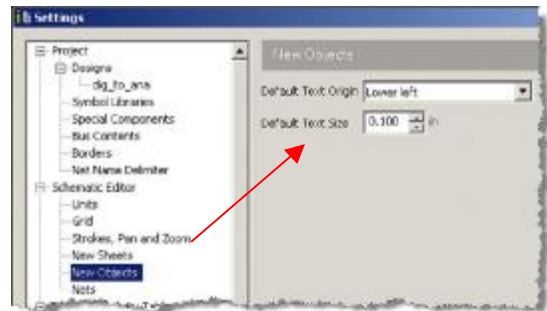 Settings
Project
Designs
dig_to_ana
Symbol Libraries
Special Components
Bus Contents
Borders
Net Name Delimiter
Schematic Editor
Units
Grid
Strokes, Pan and Zoom
New Sheets
New Objects
Nets
New Objects
Default Text Origin Lower left
Default Text Size 0.100 in